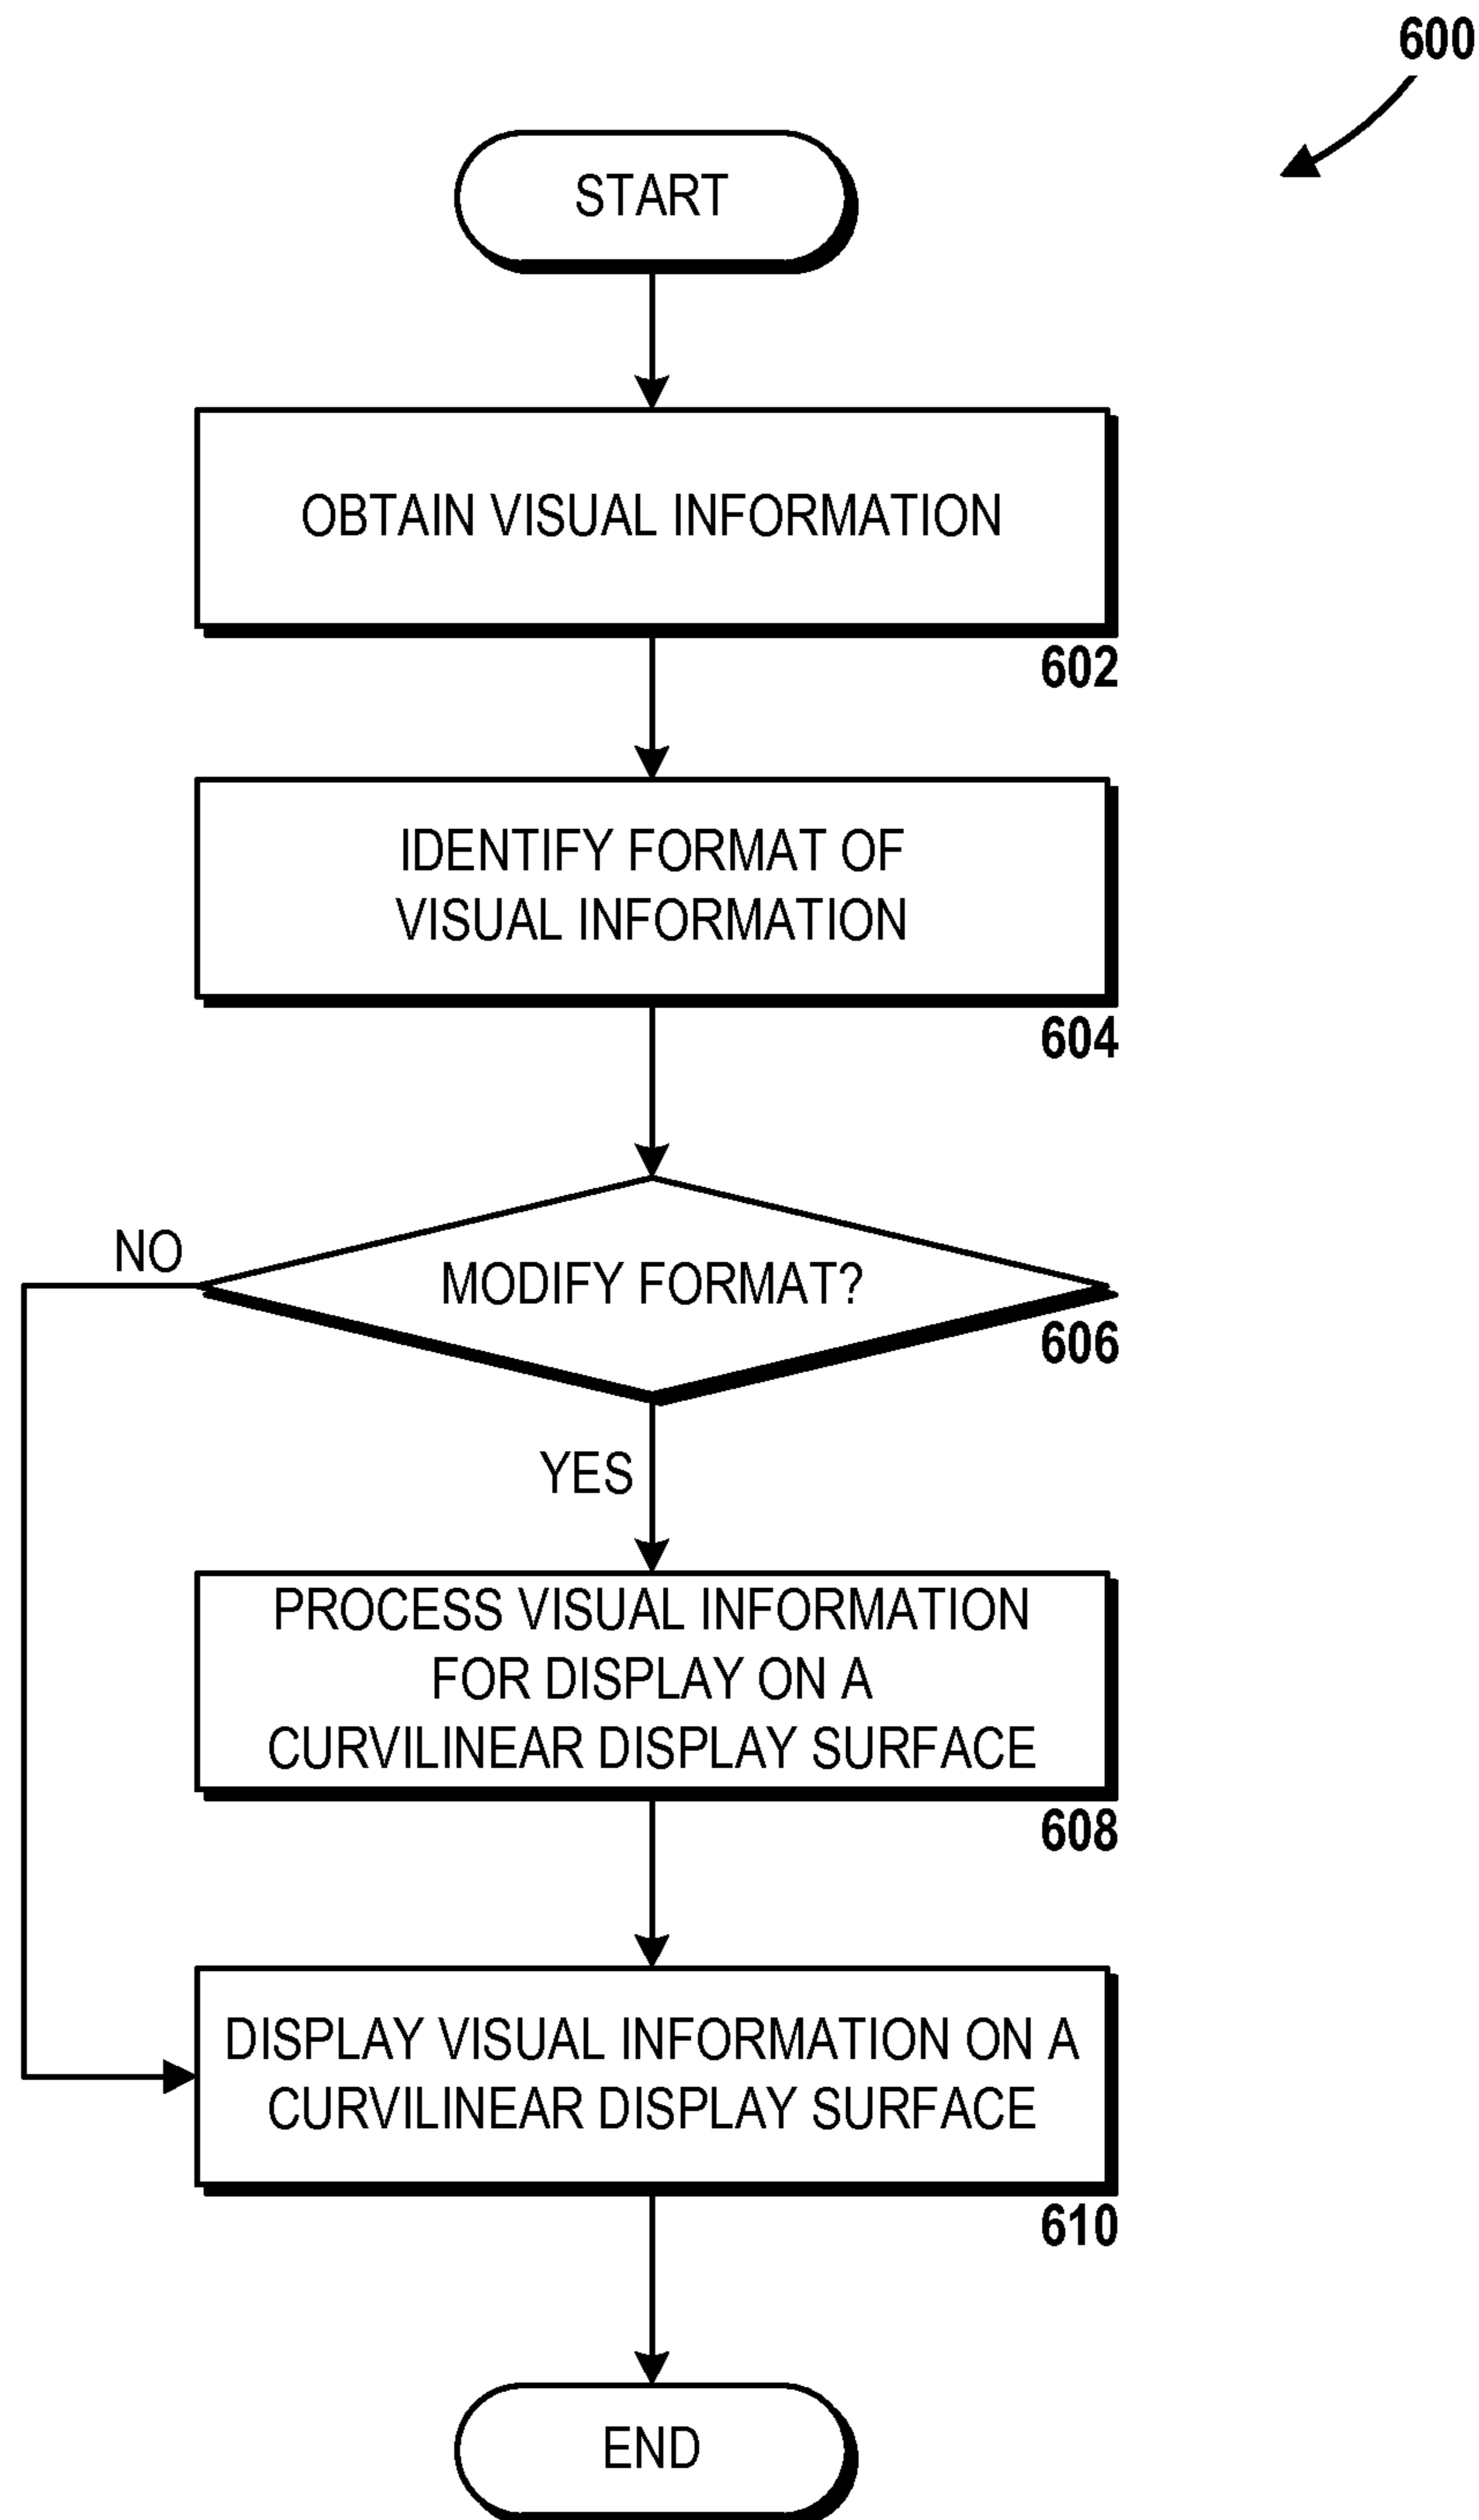 600
START
OBTAIN VISUAL INFORMATION
602
IDENTIFY FORMAT OF
VISUAL INFORMATION
604
NO
MODIFY FORMAT?
606
YES
PROCESS VISUAL INFORMATION
FOR DISPLAY ON A
CURVILINEAR DISPLAY SURFACE
608
DISPLAY VISUAL INFORMATION ON A
CURVILINEAR DISPLAY SURFACE
610
END